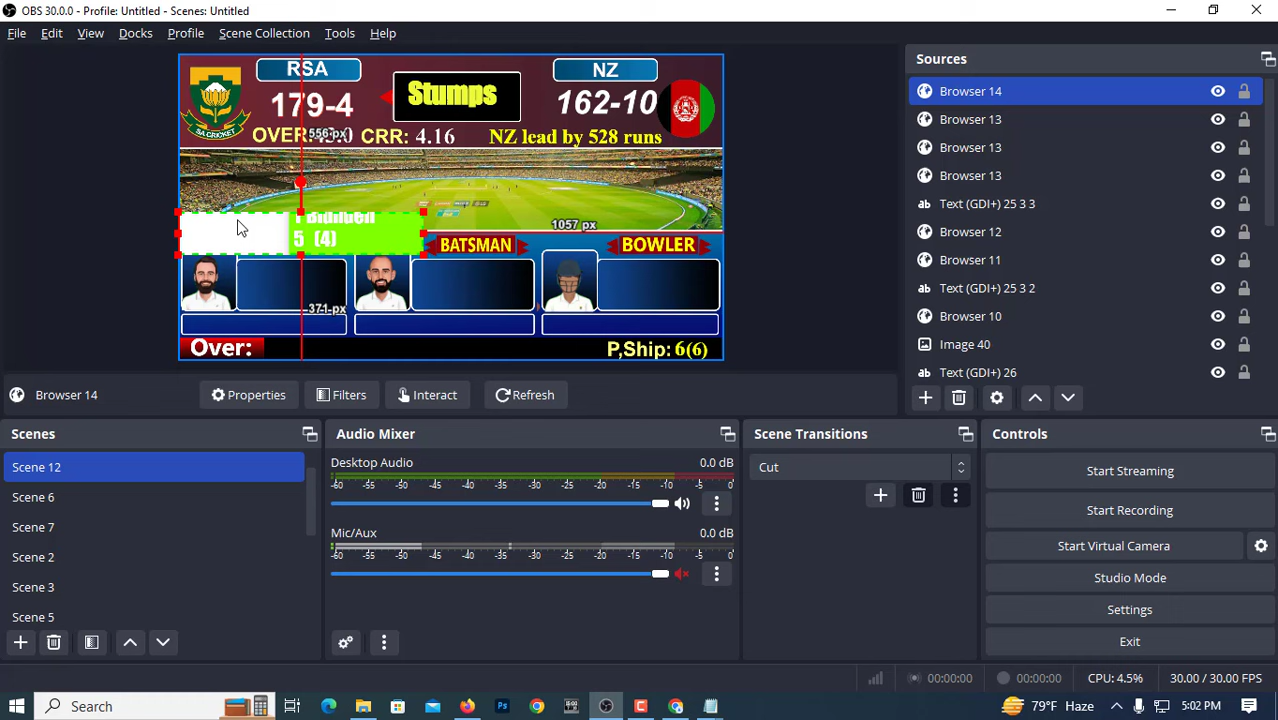 OBS 30.0.0 - Profile: Untitled - Scenes: Untitled
File Edit View Docks Profile Scene Collection Tools Help
RSA
179-4
Stumps
NZ
162-10
SA CRICKET
CRR: 4.16
NZ lead by 528 runs
556 px
1057 px
5 (4)
BATSMAN
BOWLER
371 px
Over:
P,Ship: 6(6)
Sources
Browser 14
Browser 13
Browser 13
Browser 13
Text (GDI+) 25 3 3
Browser 12
Browser 11
Text (GDI+) 25 3 2
Browser 10
Image 40
Text (GDI+) 26
Browser 14
Properties
Filters
Interact
Refresh
Scenes
Scene 12
Scene 6
Scene 7
Scene 2
Scene 3
Scene 5
Audio Mixer
Desktop Audio 0.0 dB
-60 -55 -50 -45 -40 -35 -30 -25 -20 -15 -10 -5 0
Mic/Aux 0.0 dB
-60 -55 -50 -45 -40 -35 -30 -25 -20 -15 -10 -5 0
Scene Transitions
Cut
Controls
Start Streaming
Start Recording
Start Virtual Camera
Studio Mode
Settings
Exit
00:00:00
00:00:00
CPU: 4.5%
30.00 / 30.00 FPS
Search
Ps
79°F Haze
5:02 PM